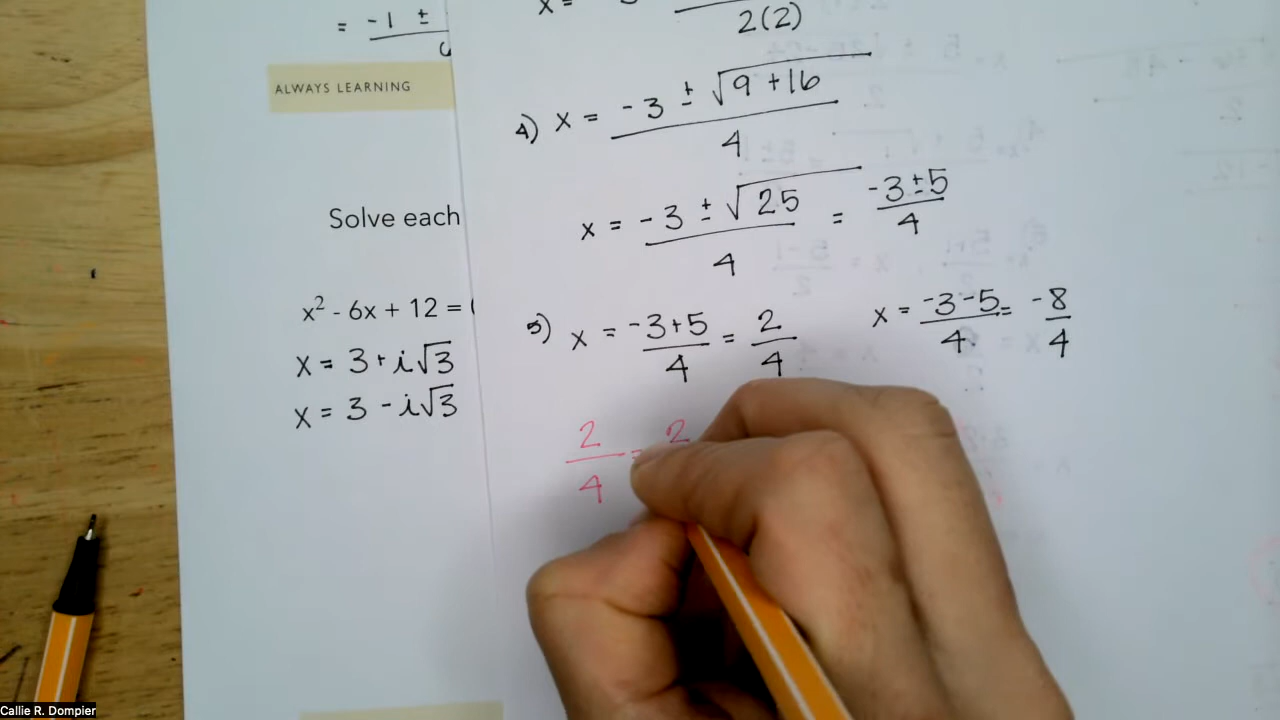 = -1 ±
ALWAYS LEARNING
Solve each
x² - 6x + 12 =
x = 3 + i√3
x = 3 - i√3
x =
2(2)
4) x = -3 ± √9 + 16 / 4
x = -3 ± √25 / 4 = -3 ± 5 / 4
5) x = -3+5 / 4 = 2 / 4 x = -3-5 / 4 = -8 / 4
2 / 4 = 2
Callie R. Dompier